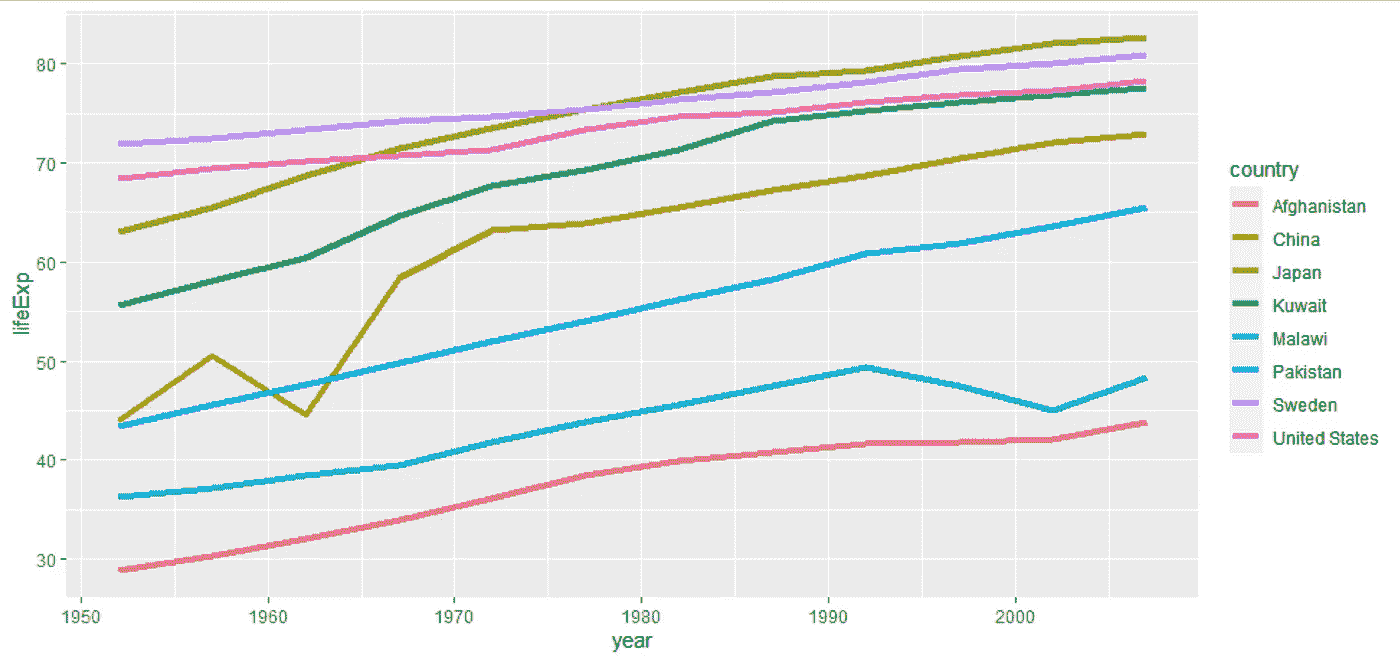 80
70
60
50
40
30
lifeExp
1950 1960 1970 1980 1990 2000
year
country
Afghanistan
China
Japan
Kuwait
Malawi
Pakistan
Sweden
United States